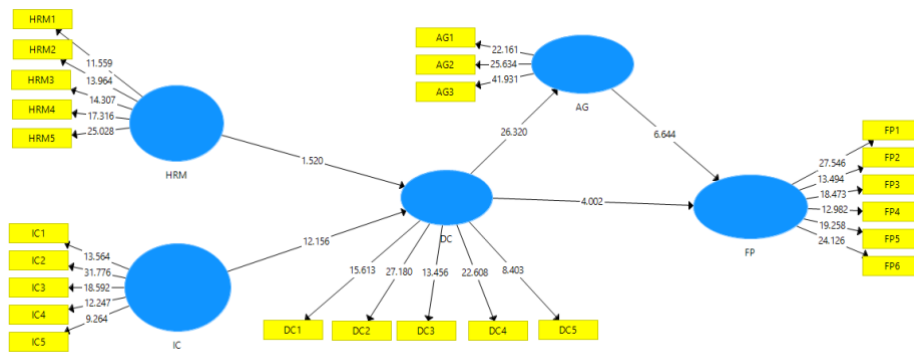 HRM1
HRM2
HRM3
HRM4
HRM5
11.559
13.964
14.307
17.316
25.028
HRM
1.520
AG1
AG2
AG3
22.161
25.634
41.931
AG
26.320
6.644
IC1
IC2
IC3
IC4
IC5
13.564
31.776
18.592
12.247
9.264
IC
12.156
DC
4.002
15.613
27.180
13.456
22.608
8.403
DC1
DC2
DC3
DC4
DC5
FP
27.546
13.494
18.473
12.982
19.258
24.126
FP1
FP2
FP3
FP4
FP5
FP6